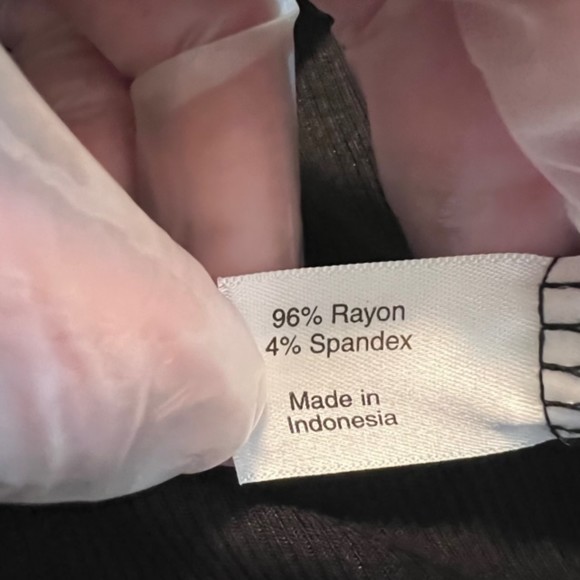 96% Rayon
4% Spandex
Made in
Indonesia